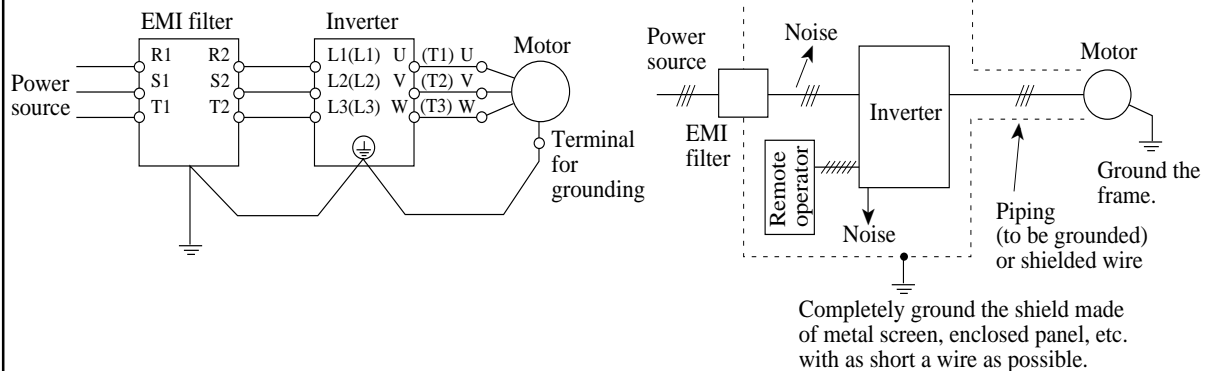 EMI filter
Inverter
Power
source
R1 R2
S1 S2
T1 T2
L1(L1) U (T1) U
L2(L2) V (T2) V
L3(L3) W (T3) W
Motor
Terminal
for
grounding
Power
source
Noise
EMI
filter
Inverter
Motor
Remote
operator
Noise
Ground the
frame.
Piping
(to be grounded)
or shielded wire
Completely ground the shield made
of metal screen, enclosed panel, etc.
with as short a wire as possible.